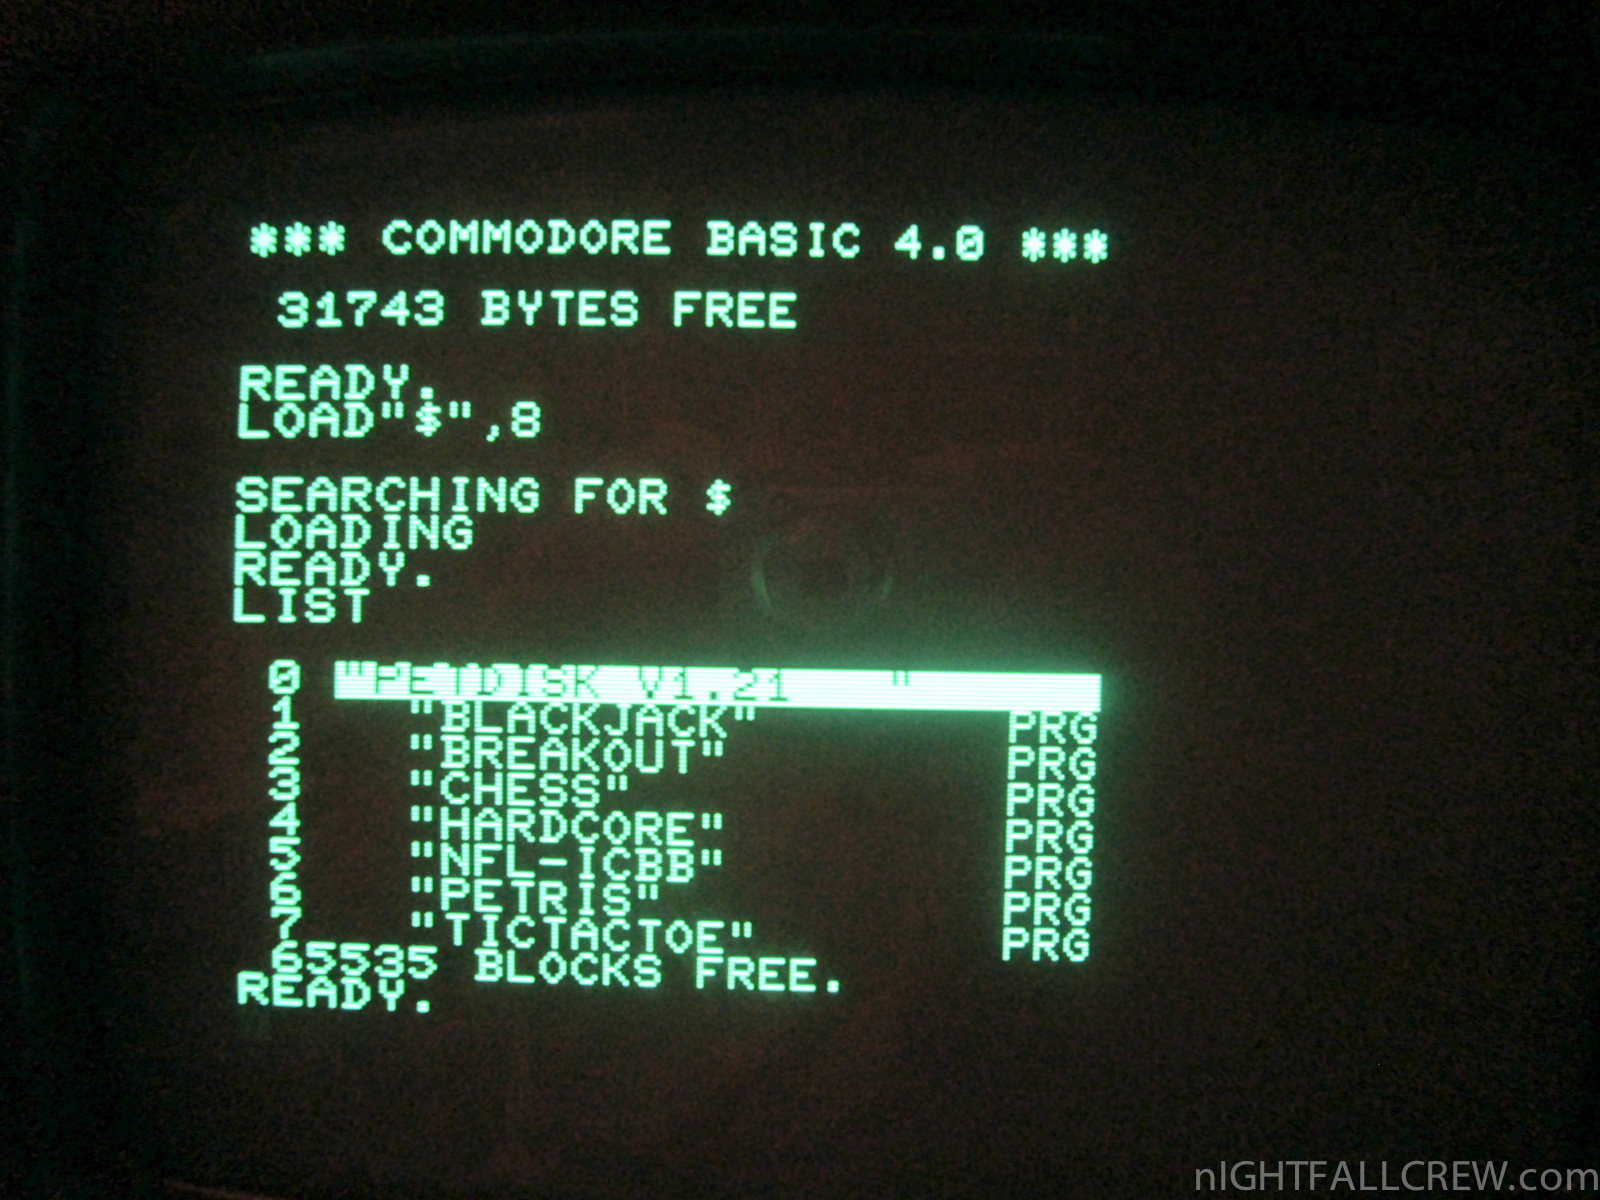 *** COMMODORE BASIC 4.0 ***
31743 BYTES FREE
READY.
LOAD"$",8
SEARCHING FOR $
LOADING
READY.
LIST
0 "PETDISK V1.21    "
1 "BLACKJACK" PRG
2 "BREAKOUT" PRG
3 "CHESS" PRG
4 "HARDCORE" PRG
5 "NFL-ICBB" PRG
6 "PETRIS" PRG
7 "TICTACTOE" PRG
65535 BLOCKS FREE.
READY.
nIGHTFALLCREW.com